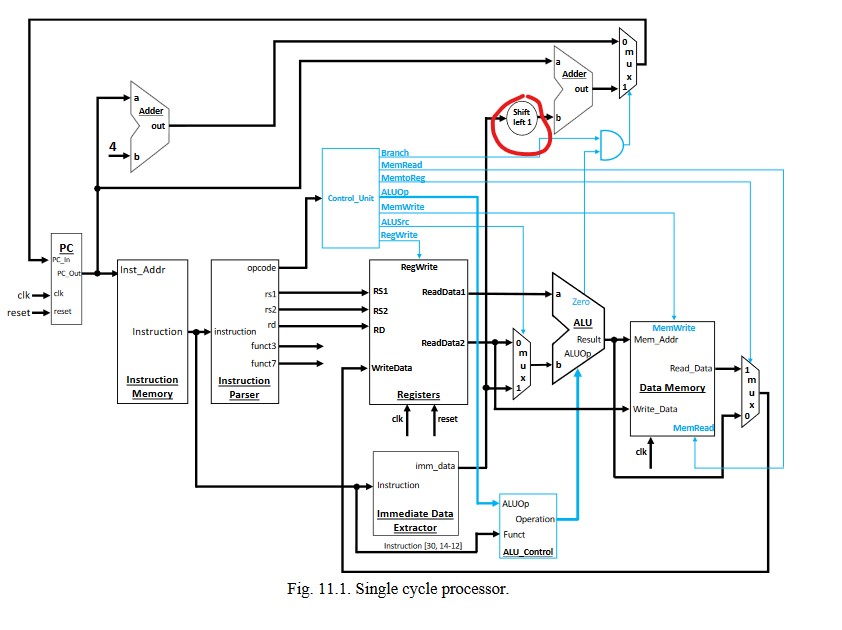 0
m
u
x
1
a
Adder
out
b
Shift
left 1
a
Adder
out
4
b
Branch
MemRead
MemtoReg
ALUOp
MemWrite
ALUSrc
RegWrite
Control_Unit
PC
PC_In
PC_Out
clk
clk
reset
reset
Inst_Addr
Instruction
Instruction
Memory
opcode
rs1
rs2
rd
instruction
funct3
funct7
Instruction
Parser
RegWrite
RS1
ReadData1
RS2
RD
ReadData2
WriteData
Registers
clk
reset
0
m
u
x
1
a
Zero
ALU
Result
ALUOp
b
MemWrite
Mem_Addr
Read_Data
Data Memory
Write_Data
MemRead
clk
1
m
u
x
0
imm_data
Instruction
Immediate Data
Extractor
Instruction [30, 14-12]
ALUOp
Operation
Funct
ALU_Control
Fig. 11.1. Single cycle processor.